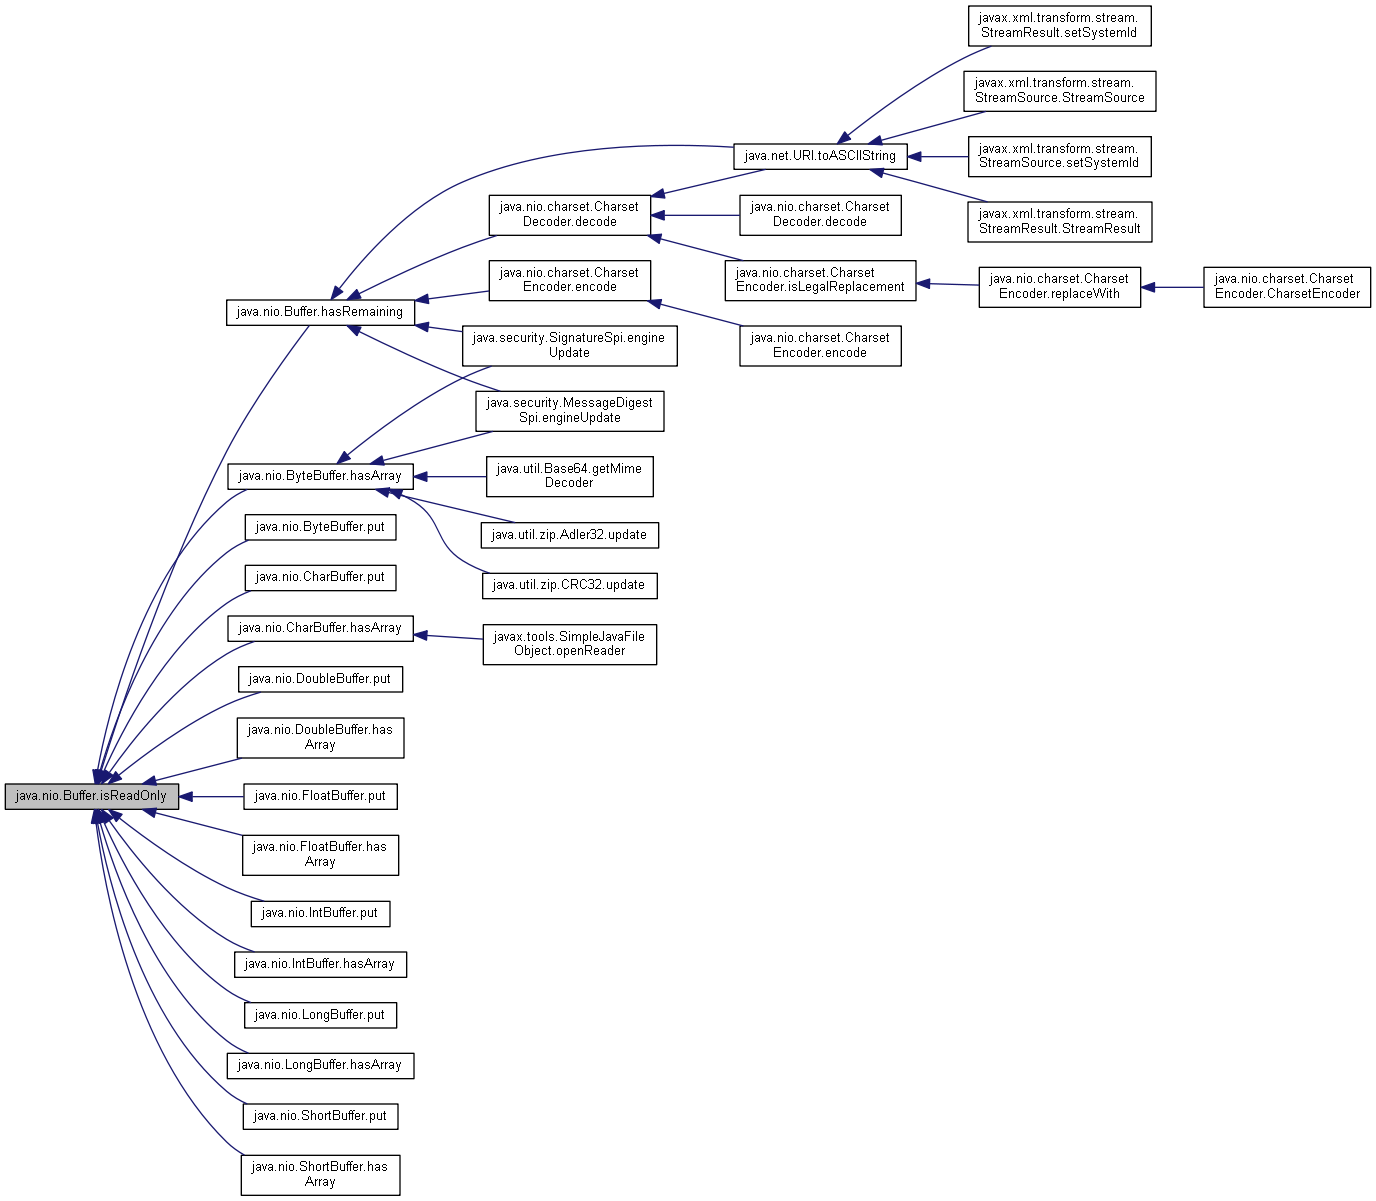 javax.xml.transform.stream.
StreamResult.setSystemId
javax.xml.transform.stream.
StreamSource.StreamSource
java.net.URI.toASCIIString
javax.xml.transform.stream.
StreamSource.setSystemId
javax.xml.transform.stream.
StreamResult.StreamResult
java.nio.charset.Charset
Decoder.decode
java.nio.charset.Charset
Decoder.decode
java.nio.charset.Charset
Encoder.encode
java.nio.charset.Charset
Encoder.isLegalReplacement
java.nio.charset.Charset
Encoder.replaceWith
java.nio.charset.Charset
Encoder.CharsetEncoder
java.nio.Buffer.hasRemaining
java.security.SignatureSpi.engine
Update
java.nio.charset.Charset
Encoder.encode
java.security.MessageDigest
Spi.engineUpdate
java.nio.ByteBuffer.hasArray
java.util.Base64.getMime
Decoder
java.nio.ByteBuffer.put
java.util.zip.Adler32.update
java.nio.CharBuffer.put
java.util.zip.CRC32.update
java.nio.CharBuffer.hasArray
javax.tools.SimpleJavaFile
Object.openReader
java.nio.DoubleBuffer.put
java.nio.DoubleBuffer.has
Array
java.nio.Buffer.isReadOnly
java.nio.FloatBuffer.put
java.nio.FloatBuffer.has
Array
java.nio.IntBuffer.put
java.nio.IntBuffer.hasArray
java.nio.LongBuffer.put
java.nio.LongBuffer.hasArray
java.nio.ShortBuffer.put
java.nio.ShortBuffer.has
Array